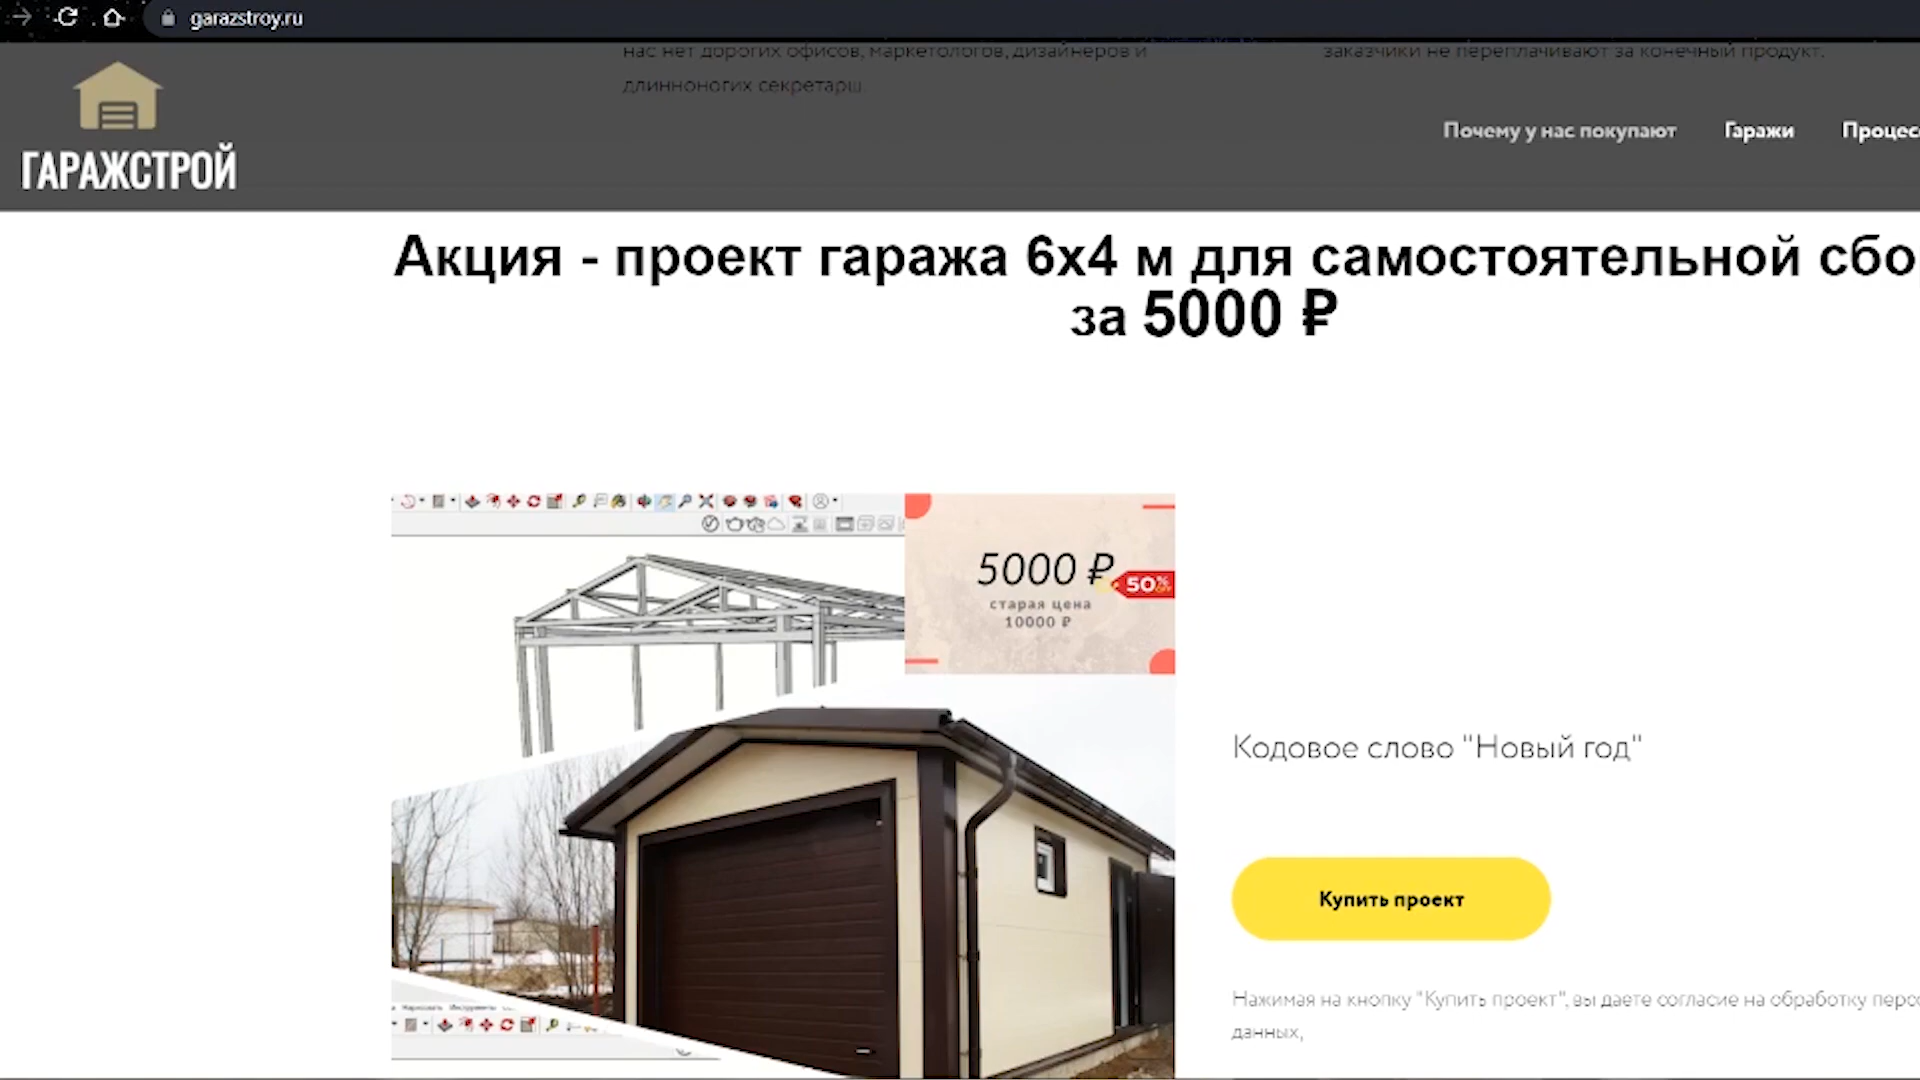 garazstroy.ru
нас нет дорогих офисов, маркетологов, дизайнеров и
длинноногих секретарш.
заказчики не переплачивают за конечный продукт.
ГАРАЖСТРОЙ
Почему у нас покупают Гаражи Процес
Акция - проект гаража 6х4 м для самостоятельной сбо
за 5000 ₽
5000 ₽
50% OFF
старая цена
10000 ₽
Кодовое слово "Новый год"
Купить проект
Нажимая на кнопку "Купить проект", вы даете согласие на обработку перс
данных,